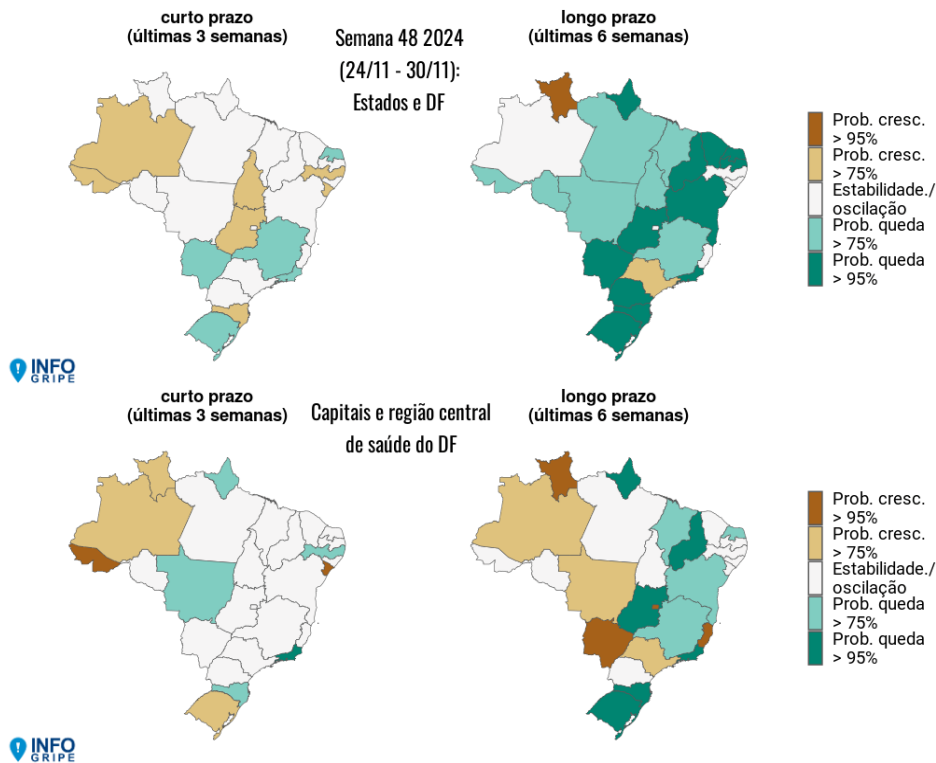 curto prazo
(últimas 3 semanas)
Semana 48 2024
(24/11 - 30/11):
Estados e DF
longo prazo
(últimas 6 semanas)
Prob. cresc.
> 95%
Prob. cresc.
> 75%
Estabilidade./
oscilação
Prob. queda
> 75%
Prob. queda
> 95%
INFO
GRIPE
curto prazo
(últimas 3 semanas)
Capitais e região central
de saúde do DF
longo prazo
(últimas 6 semanas)
Prob. cresc.
> 95%
Prob. cresc.
> 75%
Estabilidade./
oscilação
Prob. queda
> 75%
Prob. queda
> 95%
INFO
GRIPE